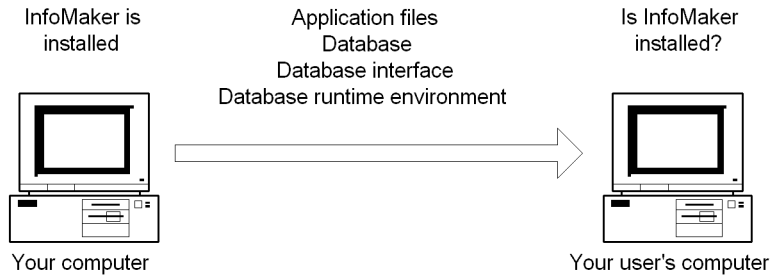 InfoMaker is
installed
Application files
Database
Database interface
Database runtime environment
Is InfoMaker
installed?
Your computer
Your user's computer